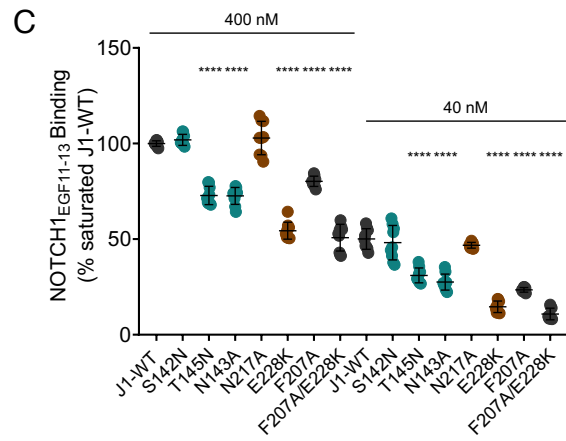 C
400 nM
150
**** ****
**** **** ****
40 nM
**** ****
**** **** ****
100
50
0
NOTCH1EGF11-13 Binding
(% saturated J1-WT)
J1-WT
S142N
T145N
N143A
N217A
E228K
F207A
F207A/E228K
J1-WT
S142N
T145N
N143A
N217A
E228K
F207A
F207A/E228K